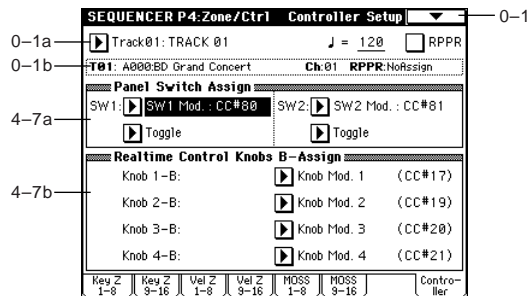 SEQUENCER P4:Zone/Ctrl Controller Setup
0–1
0–1a
Track01: TRACK 01 ♩ = 120 RPPR
0–1b
T01: A000:BD Grand Concert Ch:01 RPPR:NoAssign
Panel Switch Assign
4–7a
SW1: SW1 Mod. : CC#80 SW2: SW2 Mod. : CC#81
Toggle Toggle
Realtime Control Knobs B-Assign
4–7b
Knob 1-B: Knob Mod. 1 (CC#17)
Knob 2-B: Knob Mod. 2 (CC#19)
Knob 3-B: Knob Mod. 3 (CC#20)
Knob 4-B: Knob Mod. 4 (CC#21)
Key Z 1-8 Key Z 9-16 Vel Z 1-8 Vel Z 9-16 MOSS 1-8 MOSS 9-16 Contro-ller